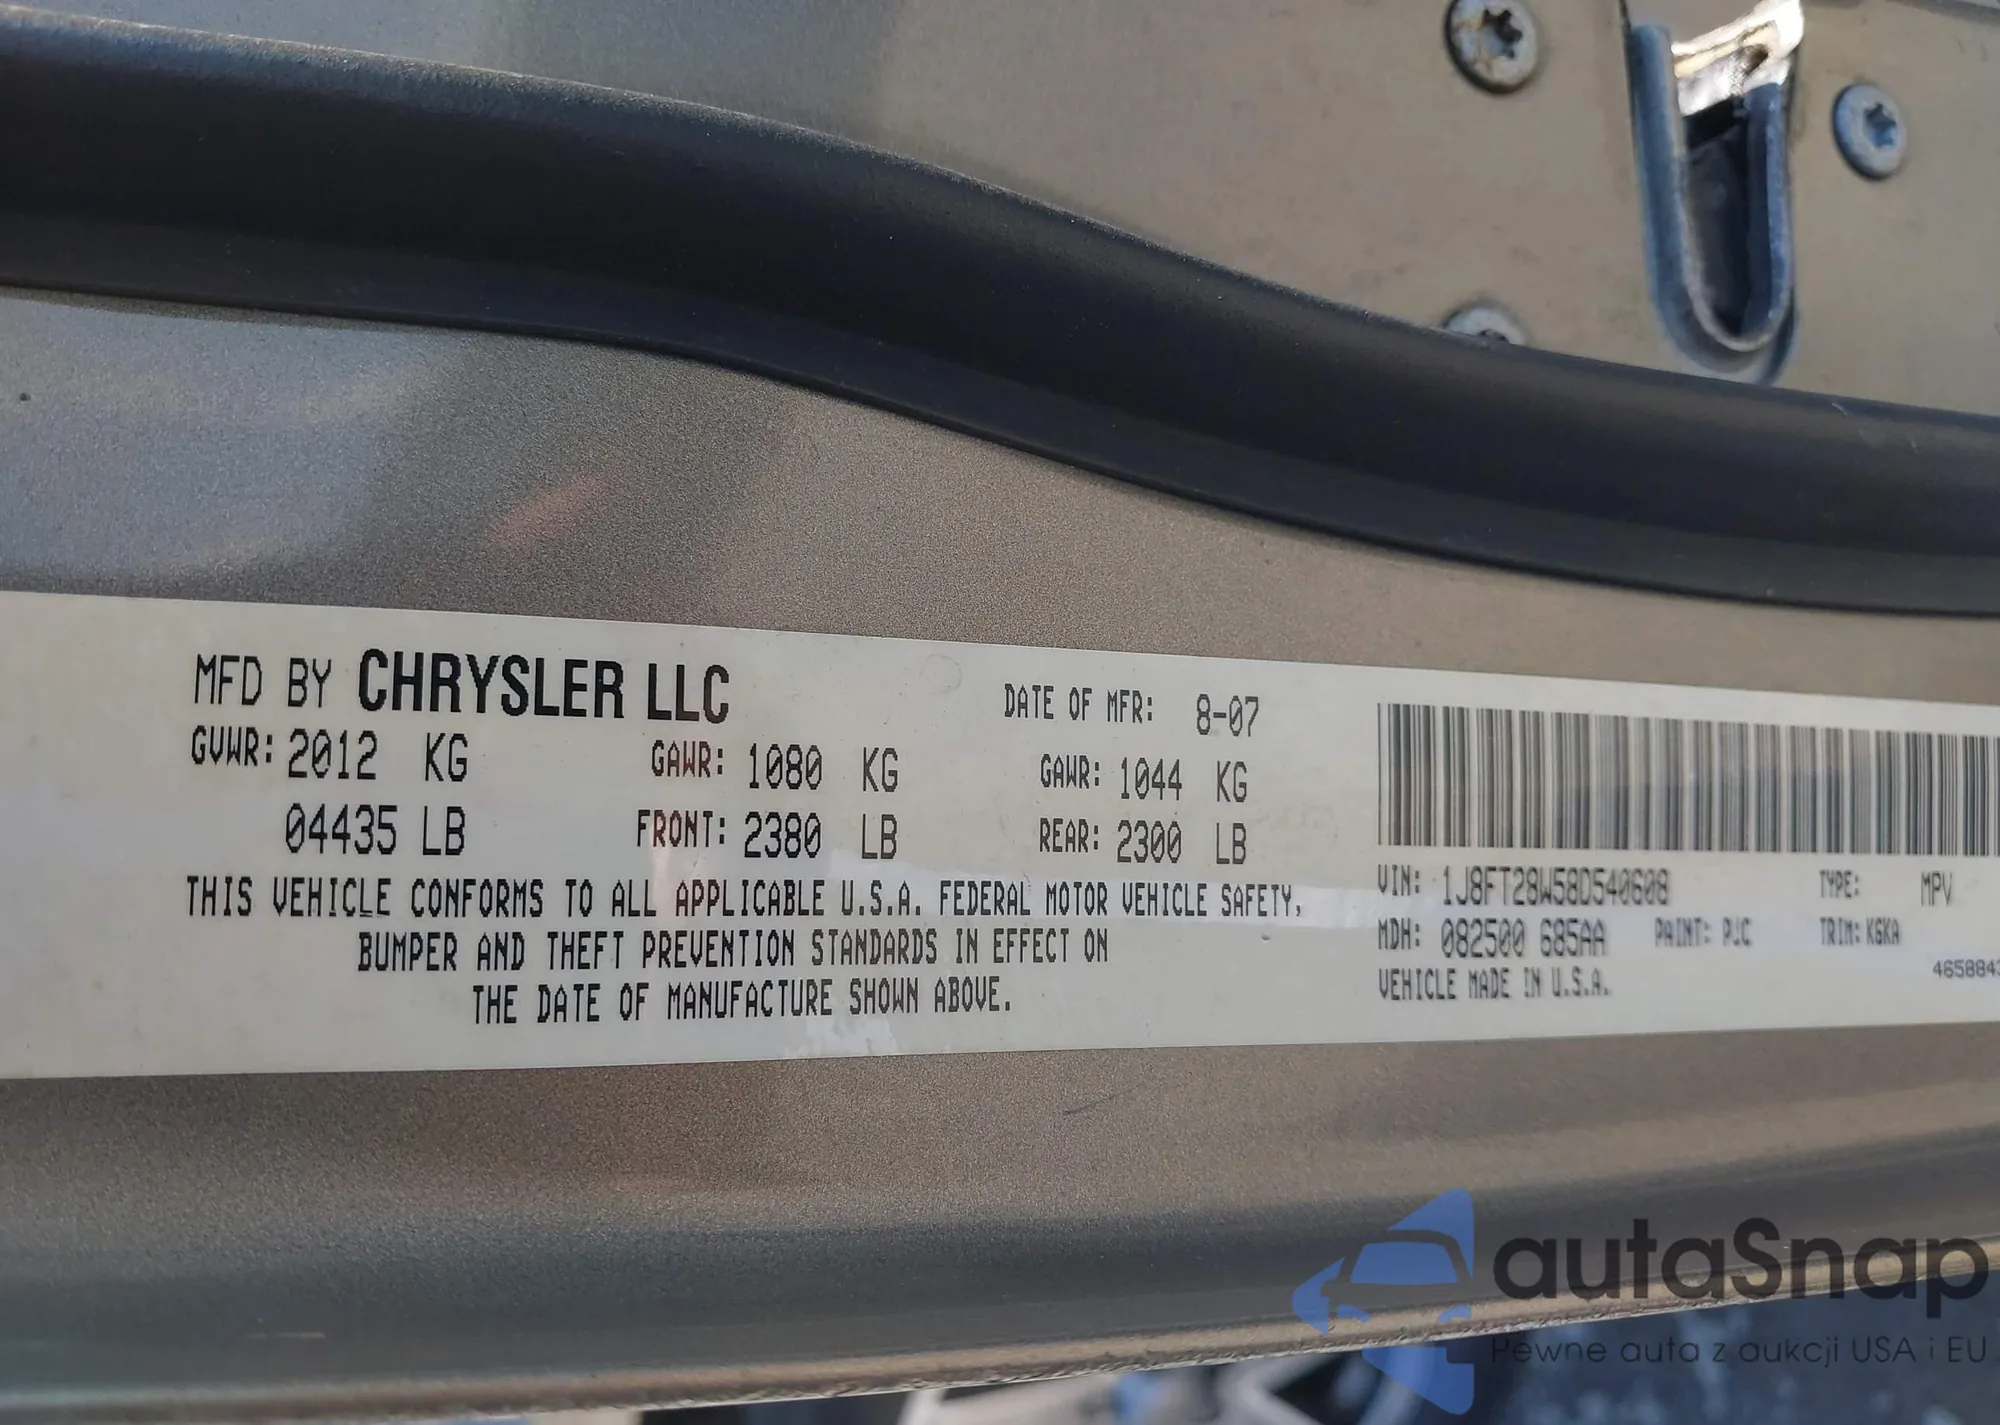 MFD BY CHRYSLER LLC DATE OF MFR: 8-07
GVWR: 2012 KG GAWR: 1080 KG GAWR: 1044 KG
04435 LB FRONT: 2380 LB REAR: 2300 LB
THIS VEHICLE CONFORMS TO ALL APPLICABLE U.S.A. FEDERAL MOTOR VEHICLE SAFETY,
BUMPER AND THEFT PREVENTION STANDARDS IN EFFECT ON
THE DATE OF MANUFACTURE SHOWN ABOVE.
VIN: 1J8FT28W58D540608 TYPE: MPV
MDH: 082500 685AA PAINT: TRIM: K6KA
VEHICLE MADE IN U.S.A.
465884
autaSnap
Pewne auta z aukcji USA i EU